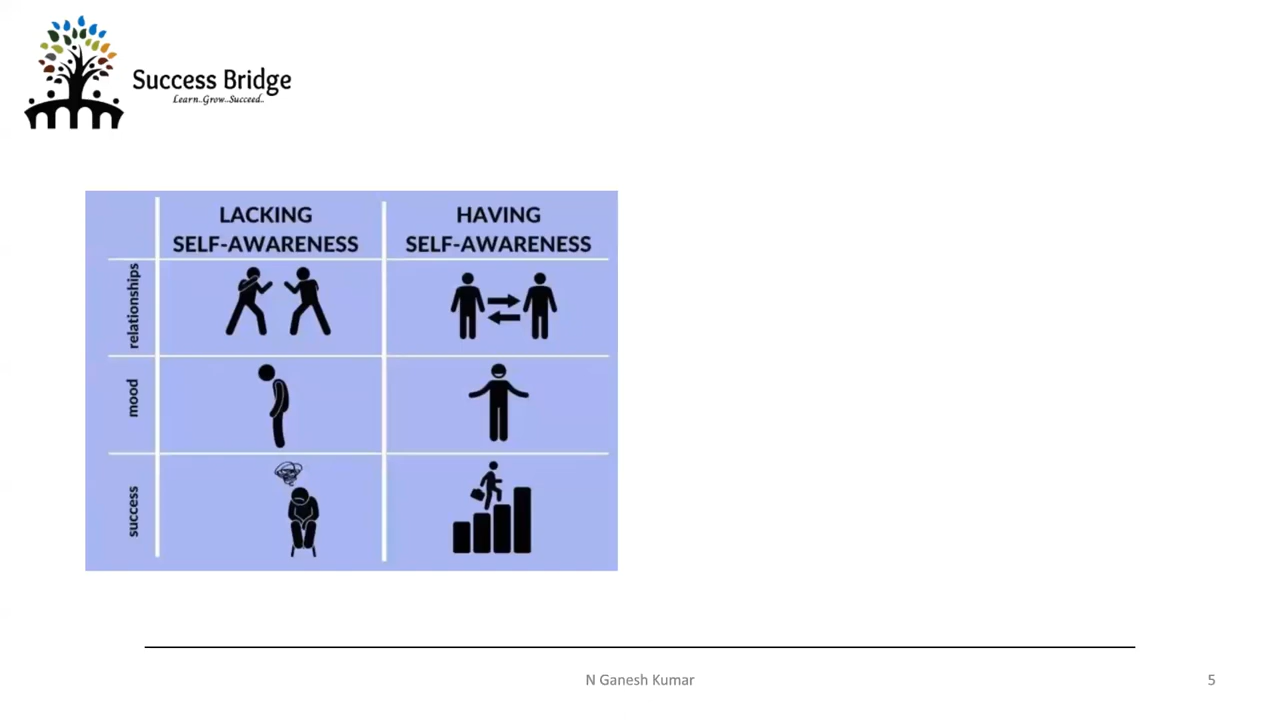 Success Bridge
Learn..Grow..Succeed..
LACKING
SELF-AWARENESS
HAVING
SELF-AWARENESS
relationships
mood
success
N Ganesh Kumar
5